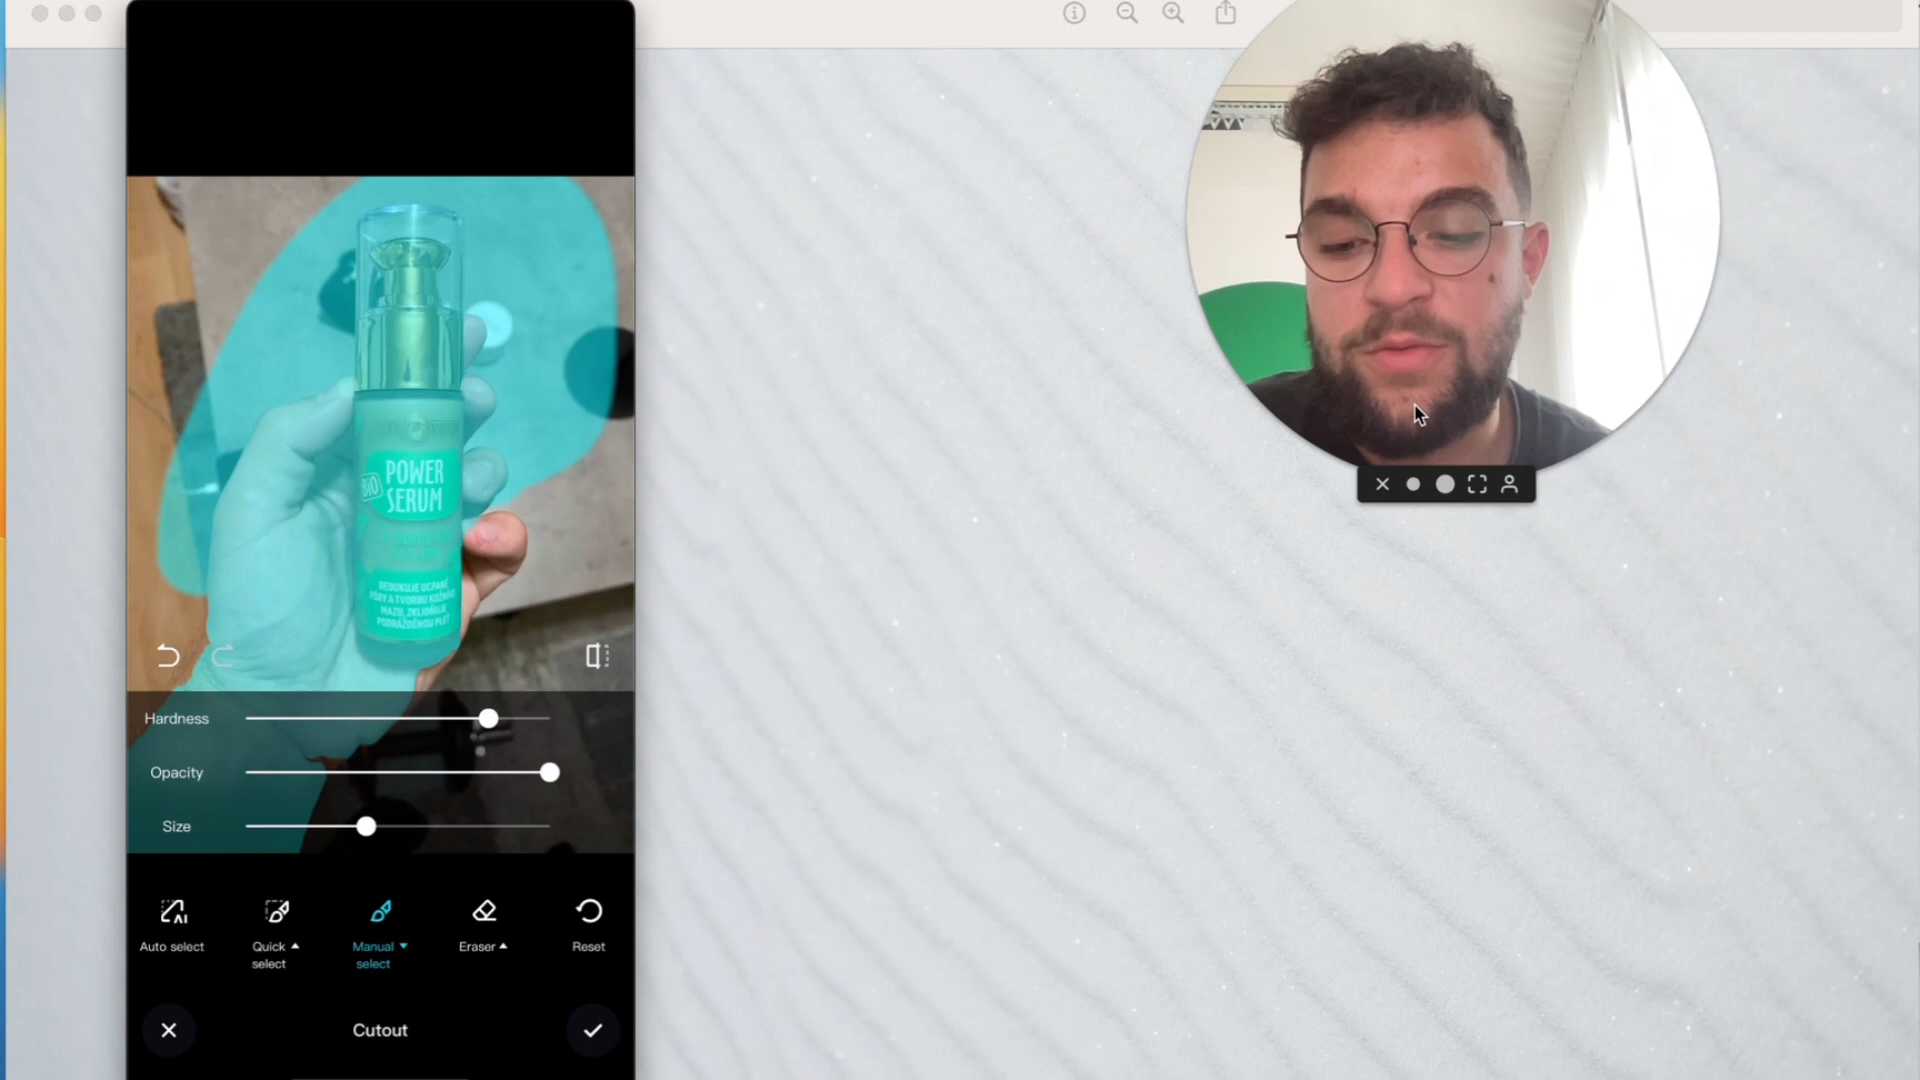 BIO
POWER
SERUM
REDUKUJE UCPANÉ
PÓRY A TVORBU KOŽNÍHO
MAZU, ZKLIDŇUJE
PODRÁŽDĚNOU PLEŤ
Hardness
Opacity
Size
Auto select
Quick select
Manual select
Eraser
Reset
Cutout